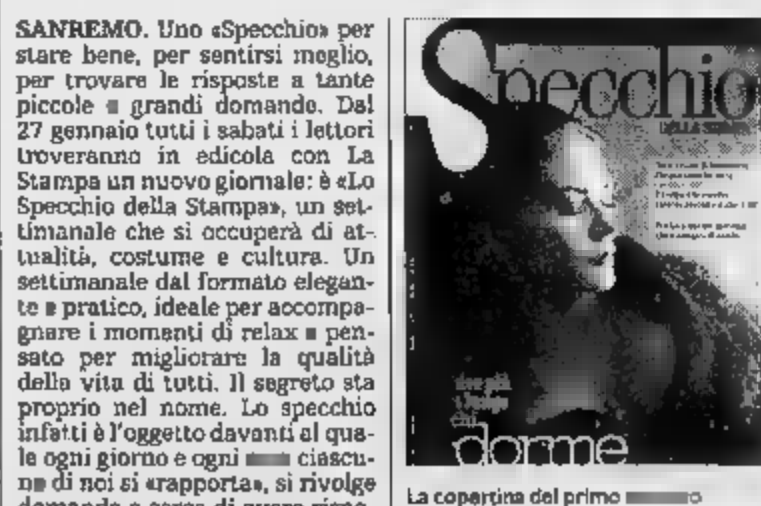 SANREMO. Uno «Specchio» per
stare bene, per sentirsi meglio,
per trovare le risposte a tante
piccole grandi domande. Dal
27 gennaio tutti i sabati i lettori
troveranno in edicola con La
Stampa un nuovo giornale: è «Lo
Specchio della Stampa», un set-
timanale che si occuperà di at-
tualità, costume e cultura. Un
settimanale dal formato elegan-
te pratico, ideale per accompa-
gnare i momenti di relax pen-
sato per migliorare la qualità
della vita di tutti. Il segreto sta
proprio nel nome. Lo specchio
infatti è l'oggetto davanti al qua-
le ogni giorno e ogni ciascu-
no di noi si «rapporta», si rivolge
Specchio
DELLA STAMPA
dorme
La copertina del primo